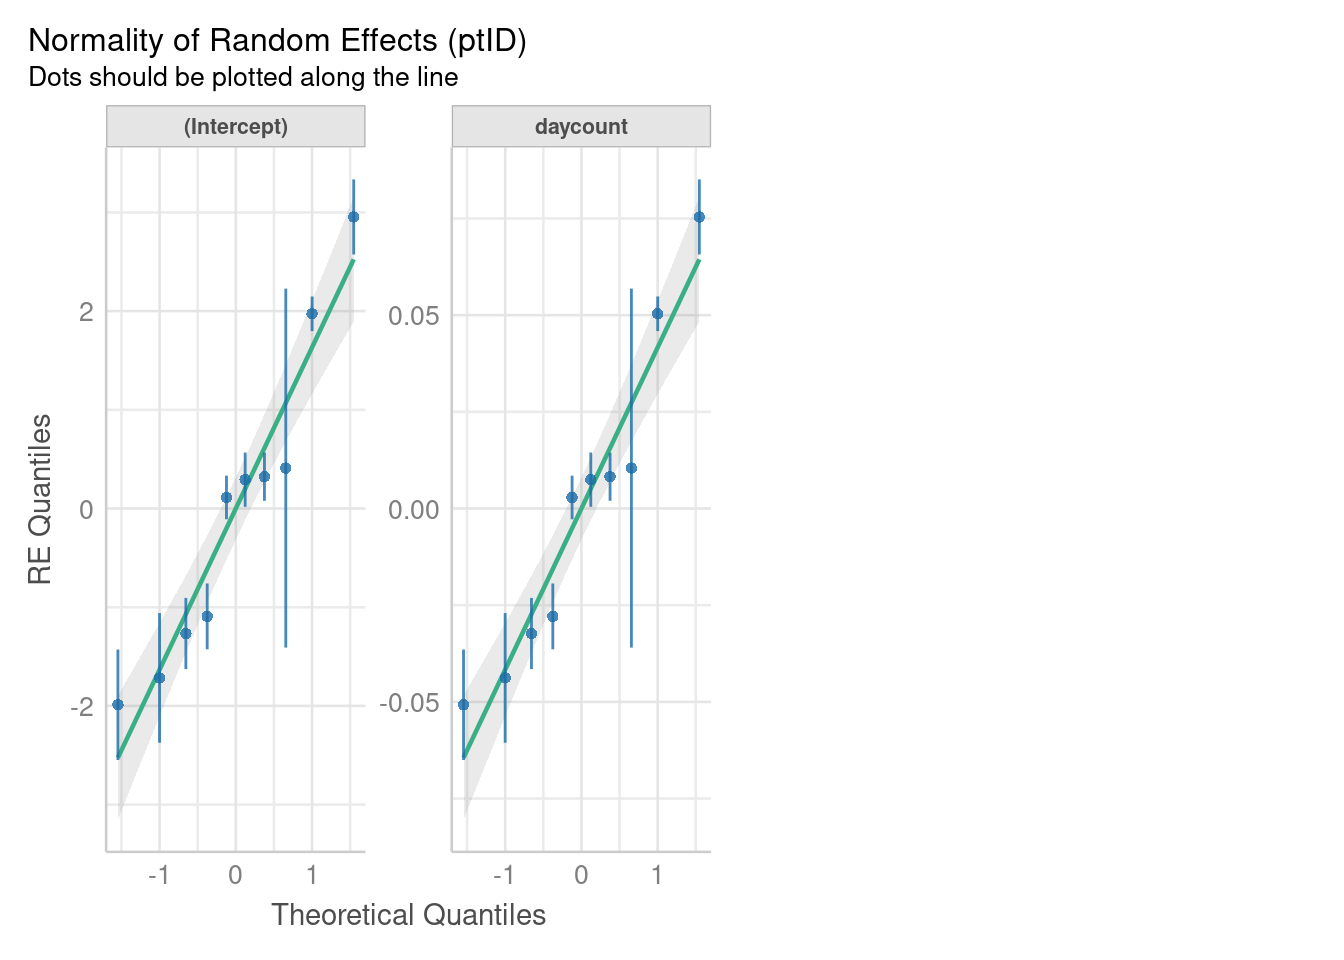 Normality of Random Effects (ptID)
Dots should be plotted along the line
(Intercept)
daycount
RE Quantiles
2
0
-2
0.05
0.00
-0.05
-1 0 1
-1 0 1
Theoretical Quantiles